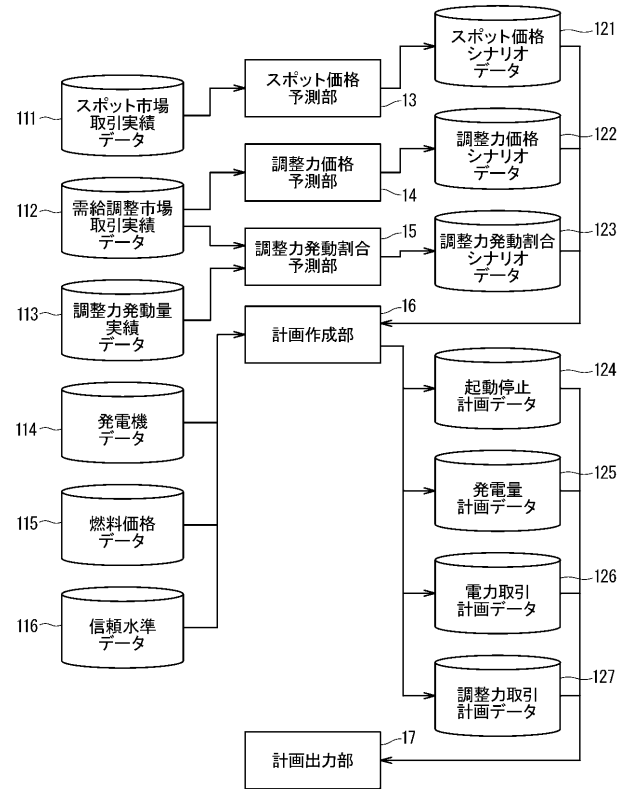 121
スポット価格
シナリオ
データ
スポット価格
予測部
13
111
スポット市場
取引実績
データ
122
調整力価格
シナリオ
データ
調整力価格
予測部
14
112
需給調整市場
取引実績
データ
15
調整力発動割合
予測部
123
調整力発動割合
シナリオ
データ
113
調整力発動量
実績
データ
16
計画作成部
124
起動停止
計画データ
114
発電機
データ
125
発電量
計画データ
115
燃料価格
データ
126
電力取引
計画データ
116
信頼水準
データ
127
調整力取引
計画データ
17
計画出力部